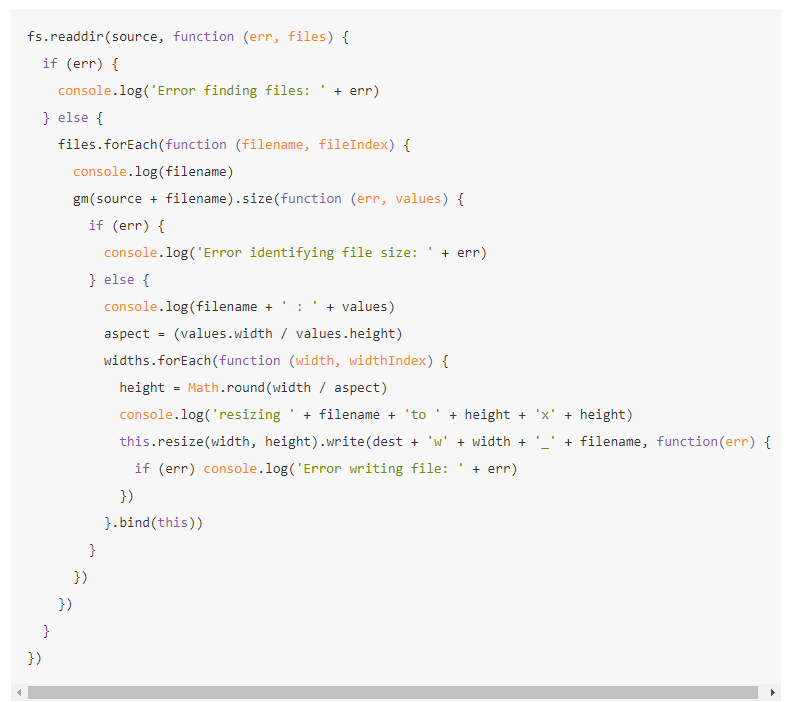 fs.readdir(source, function (err, files) {
  if (err) {
    console.log('Error finding files: ' + err)
  } else {
    files.forEach(function (filename, fileIndex) {
      console.log(filename)
      gm(source + filename).size(function (err, values) {
        if (err) {
          console.log('Error identifying file size: ' + err)
        } else {
          console.log(filename + ' : ' + values)
          aspect = (values.width / values.height)
          widths.forEach(function (width, widthIndex) {
            height = Math.round(width / aspect)
            console.log('resizing ' + filename + 'to ' + height + 'x' + height)
            this.resize(width, height).write(dest + 'w' + width + '_' + filename, function(err) {
              if (err) console.log('Error writing file: ' + err)
            })
          }.bind(this))
        }
      })
    })
  }
})